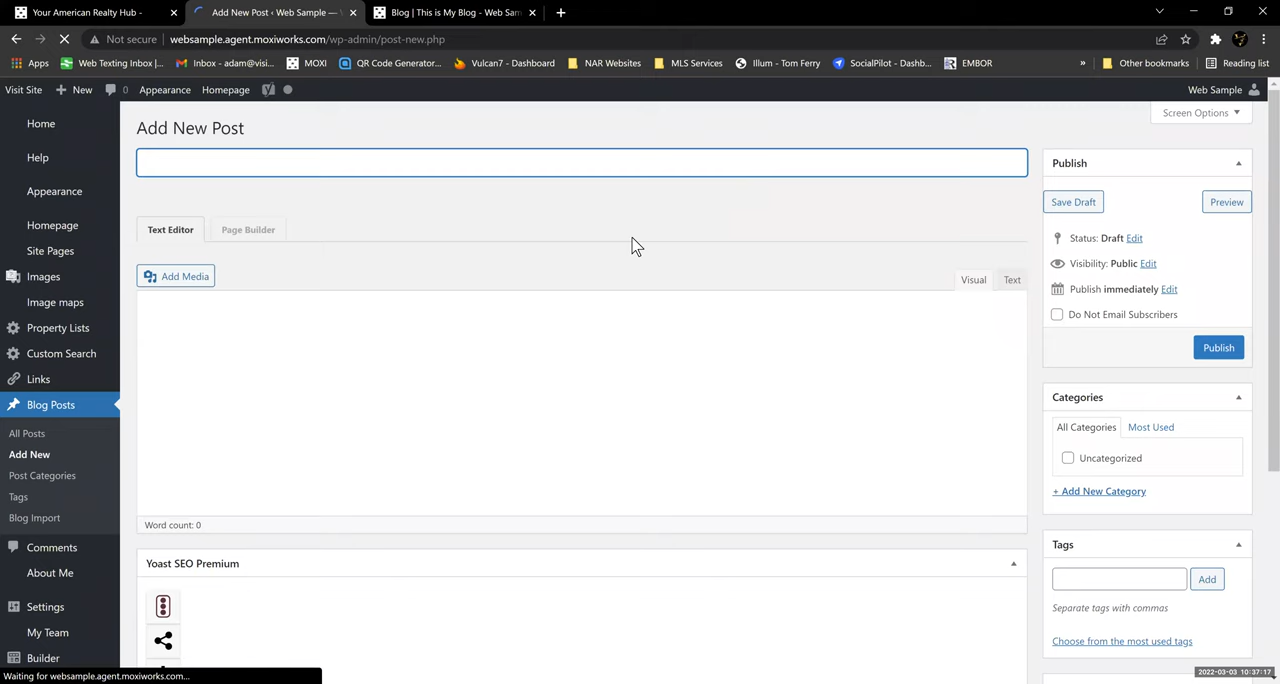 Your American Realty Hub -
Add New Post ‹ Web Sample —
Blog | This is My Blog - Web Sam
Not secure
websample.agent.moxiworks.com/wp-admin/post-new.php
Apps
Web Texting Inbox |...
Inbox - adam@visi...
MOXI
QR Code Generator...
Vulcan7 - Dashboard
NAR Websites
MLS Services
Illum - Tom Ferry
SocialPilot - Dashb...
EMBOR
»
Other bookmarks
Reading list
Visit Site
New
0
Appearance
Homepage
Web Sample
Home
Help
Appearance
Homepage
Site Pages
Images
Image maps
Property Lists
Custom Search
Links
Blog Posts
All Posts
Add New
Post Categories
Tags
Blog Import
Comments
About Me
Settings
My Team
Builder
Waiting for websample.agent.moxiworks.com...
Screen Options
Add New Post
Text Editor
Page Builder
Add Media
Visual
Text
Word count: 0
Yoast SEO Premium
Publish
Save Draft
Preview
Status: Draft Edit
Visibility: Public Edit
Publish immediately Edit
Do Not Email Subscribers
Publish
Categories
All Categories
Most Used
Uncategorized
+ Add New Category
Tags
Add
Separate tags with commas
Choose from the most used tags
2022-03-03 10:37:17